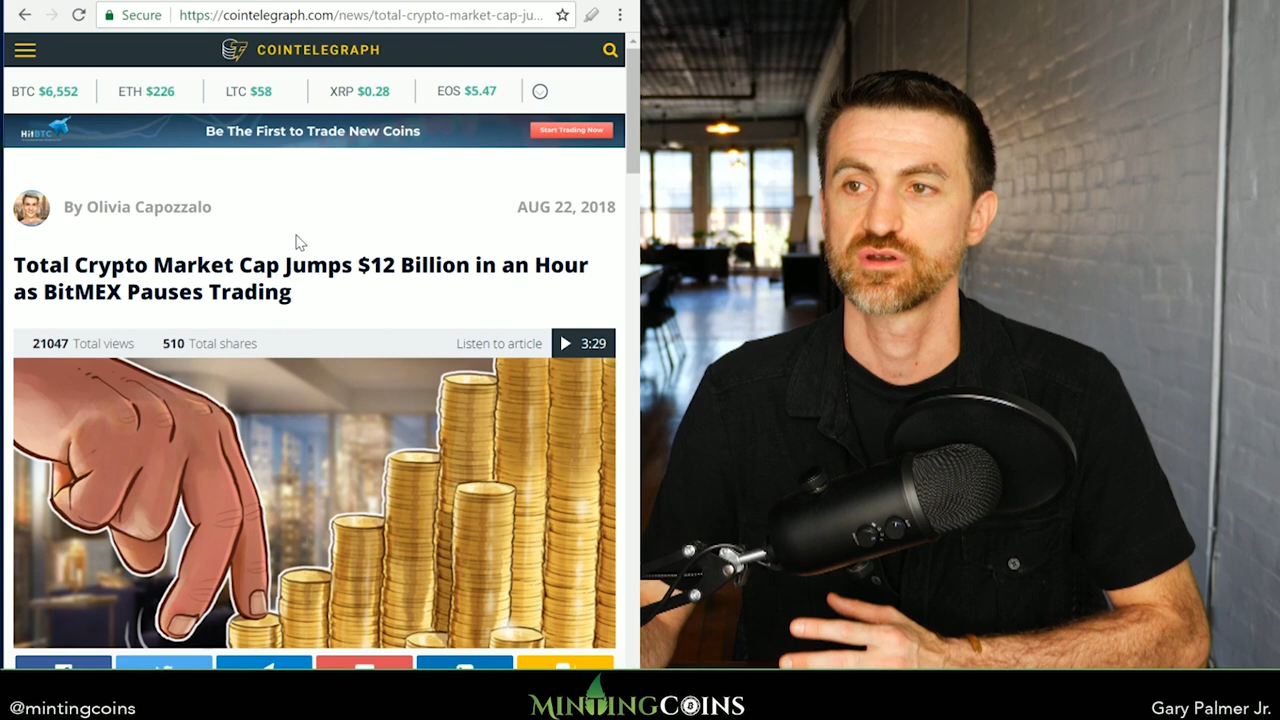 Secure https://cointelegraph.com/news/total-crypto-market-cap-ju...
COINTELEGRAPH
BTC $6,552 ETH $226 LTC $58 XRP $0.28 EOS $5.47
HitBTC Be The First to Trade New Coins Start Trading Now
By Olivia Capozzalo AUG 22, 2018
Total Crypto Market Cap Jumps $12 Billion in an Hour
as BitMEX Pauses Trading
21047 Total views 510 Total shares Listen to article 3:29
@mintingcoins MINTINGCOINS Gary Palmer Jr.